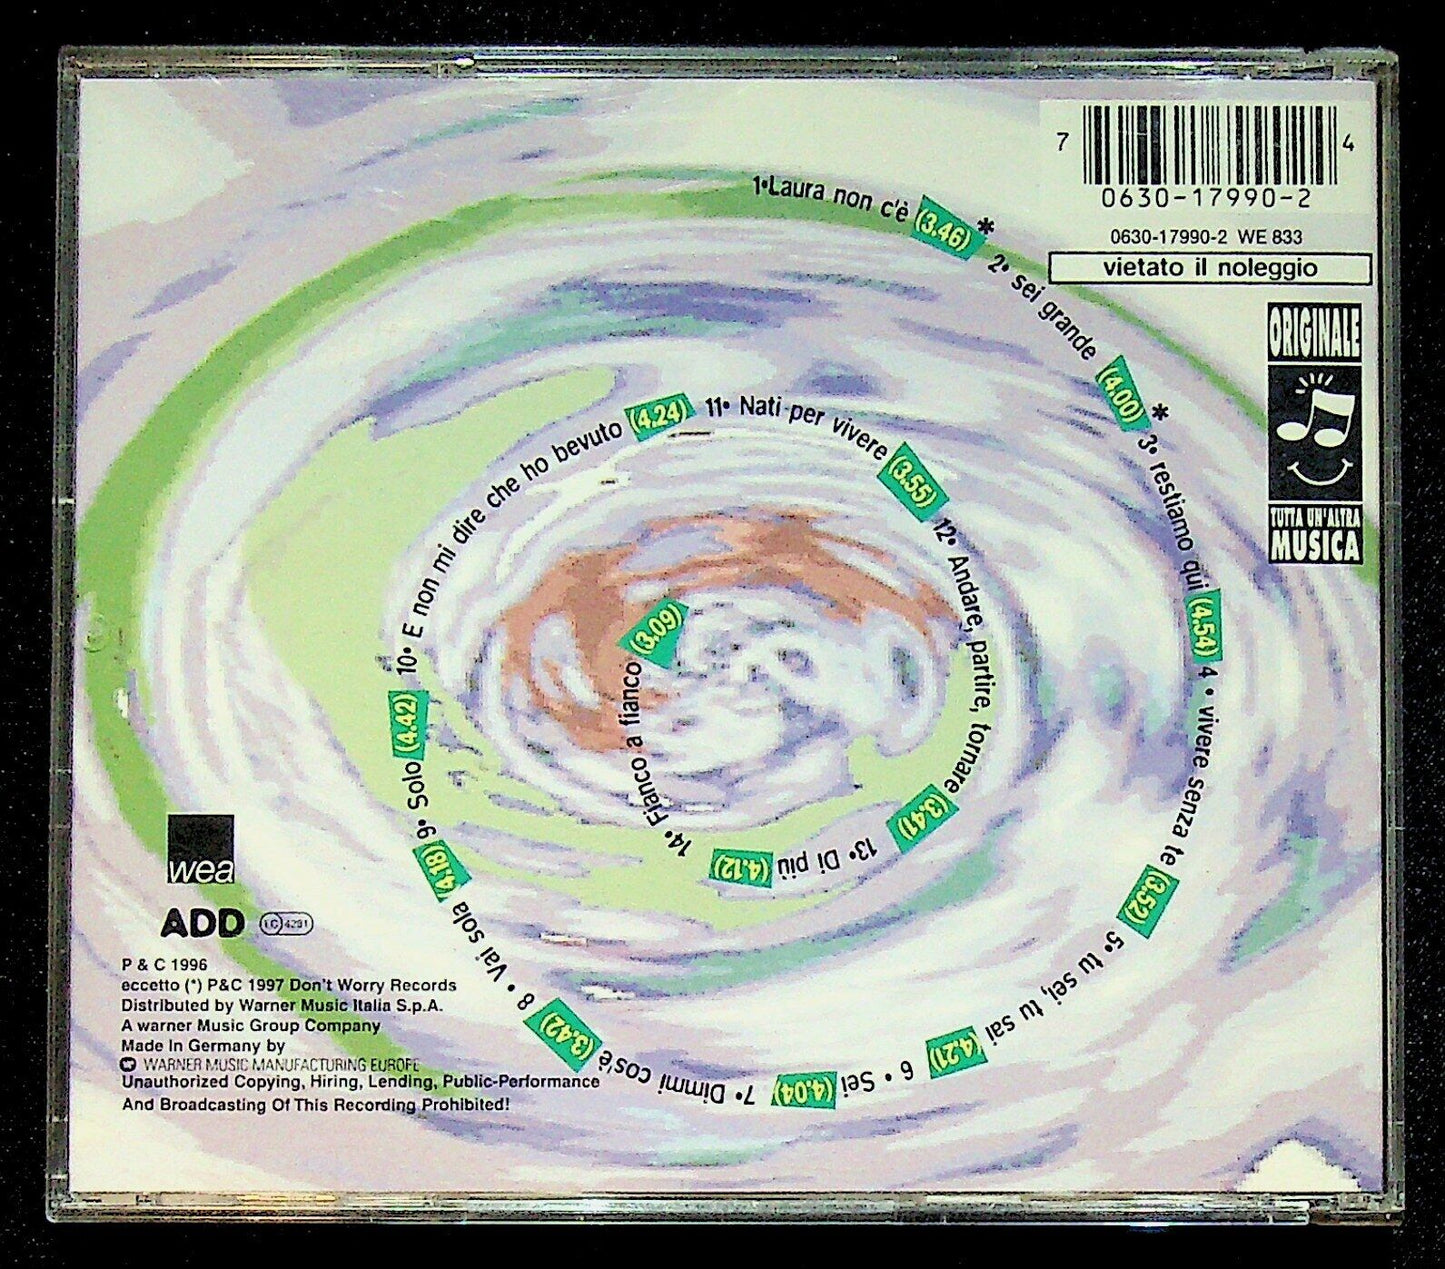 1•Laura non c'è (3.46) *
2• sei grande (4.00) *
3• restiamo qui (4.54)
4 • vivere senza te (3.52)
5• tu sei, tu sai (4.21)
6 • Sei (4.04)
7• Dimmi cos'è (3.42)
8 • Vai sola (4.18)
9• Solo (4.42)
10• E non mi dire che ho bevuto (4.24)
11• Nati per vivere (3.55)
12• Andare, partire, tornare (3.41)
13• Di più (4.12)
14• Fianco a fianco (3.09)
7 4
0630-17990-2
0630-17990-2 WE 833
vietato il noleggio
ORIGINALE
TUTTA UN'ALTRA
MUSICA
wea
ADD LC 4281
P & C 1996
eccetto (*) P&C 1997 Don't Worry Records
Distributed by Warner Music Italia S.p.A.
A warner Music Group Company
Made In Germany by
WARNER MUSIC MANUFACTURING EUROPE
Unauthorized Copying, Hiring, Lending, Public-Performance
And Broadcasting Of This Recording Prohibited!